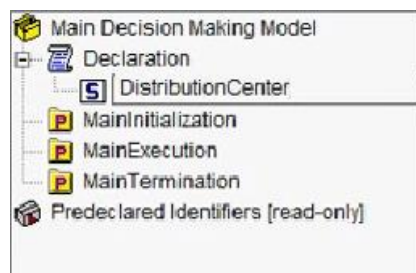 Main Decision Making Model
Declaration
S DistributionCenter
P MainInitialization
P MainExecution
P MainTermination
Predeclared Identifiers [read-only]